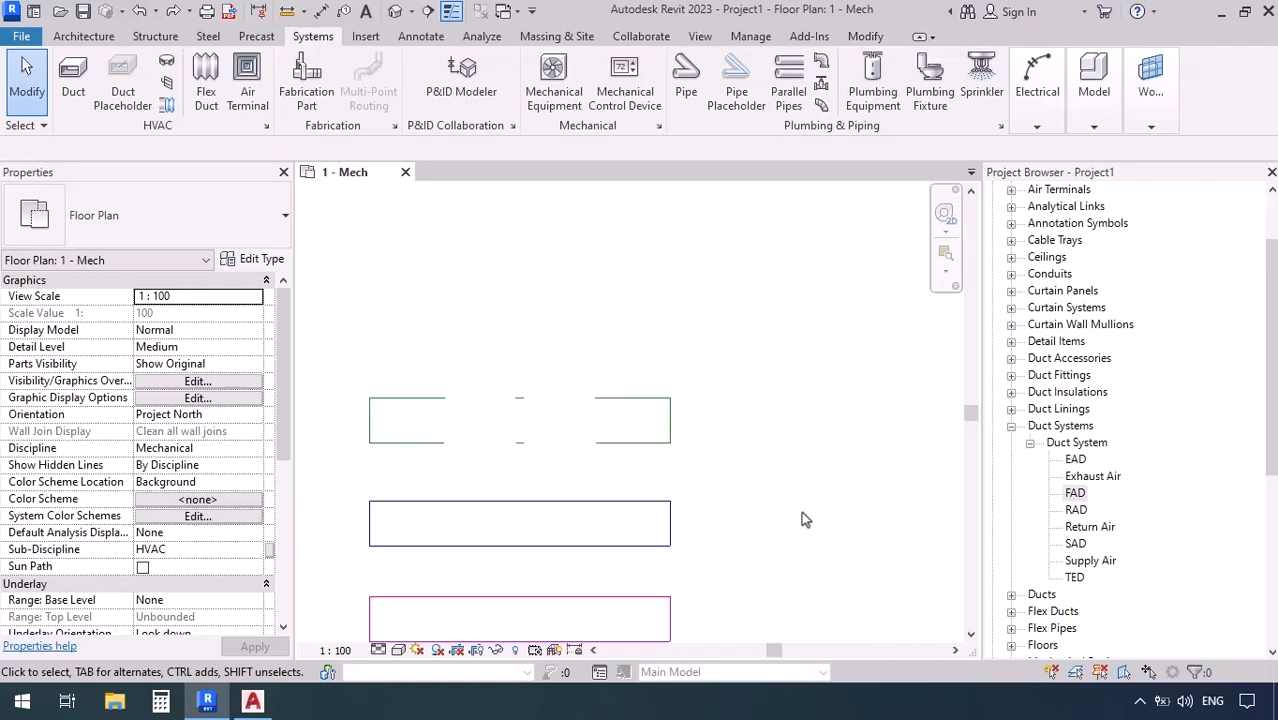 Autodesk Revit 2023 - Project1 - Floor Plan: 1 - Mech
Sign In
File
Architecture
Structure
Steel
Precast
Systems
Insert
Annotate
Analyze
Massing & Site
Collaborate
View
Manage
Add-Ins
Modify
Modify
Duct
Duct
Placeholder
Flex
Duct
Air
Terminal
Fabrication
Part
Multi-Point
Routing
P&ID Modeler
Mechanical
Equipment
Mechanical
Control Device
Pipe
Pipe
Placeholder
Parallel
Pipes
Plumbing
Equipment
Plumbing
Fixture
Sprinkler
Electrical
Model
Wo...
Select
HVAC
Fabrication
P&ID Collaboration
Mechanical
Plumbing & Piping
Properties
Floor Plan
Floor Plan: 1 - Mech
Edit Type
Graphics
View Scale 1 : 100
Scale Value 1: 100
Display Model Normal
Detail Level Medium
Parts Visibility Show Original
Visibility/Graphics Over... Edit...
Graphic Display Options Edit...
Orientation Project North
Wall Join Display Clean all wall joins
Discipline Mechanical
Show Hidden Lines By Discipline
Color Scheme Location Background
Color Scheme <none>
System Color Schemes Edit...
Default Analysis Displa... None
Sub-Discipline HVAC
Sun Path
Underlay
Range: Base Level None
Range: Top Level Unbounded
Underlay Orientation Look down
Properties help
Apply
1 - Mech
2D
1 : 100
Project Browser - Project1
Air Terminals
Analytical Links
Annotation Symbols
Cable Trays
Ceilings
Conduits
Curtain Panels
Curtain Systems
Curtain Wall Mullions
Detail Items
Duct Accessories
Duct Fittings
Duct Insulations
Duct Linings
Duct Systems
Duct System
EAD
Exhaust Air
FAD
RAD
Return Air
SAD
Supply Air
TED
Ducts
Flex Ducts
Flex Pipes
Floors
Click to select, TAB for alternates, CTRL adds, SHIFT unselects.
:0
Main Model
:0
ENG